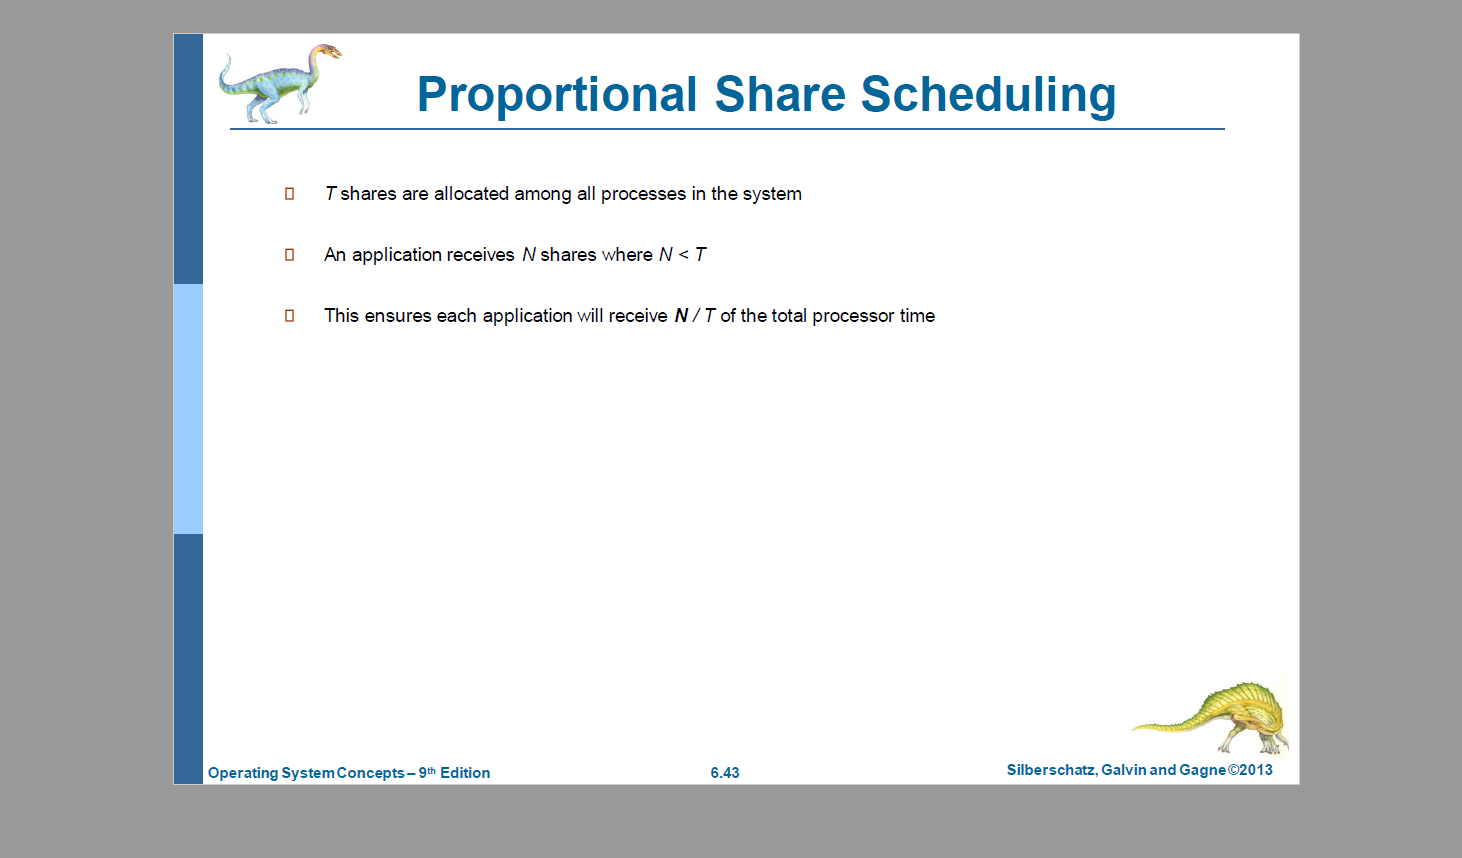 Proportional Share Scheduling
T shares are allocated among all processes in the system
An application receives N shares where N < T
This ensures each application will receive N / T of the total processor time
Operating System Concepts – 9th Edition
6.43
Silberschatz, Galvin and Gagne ©2013